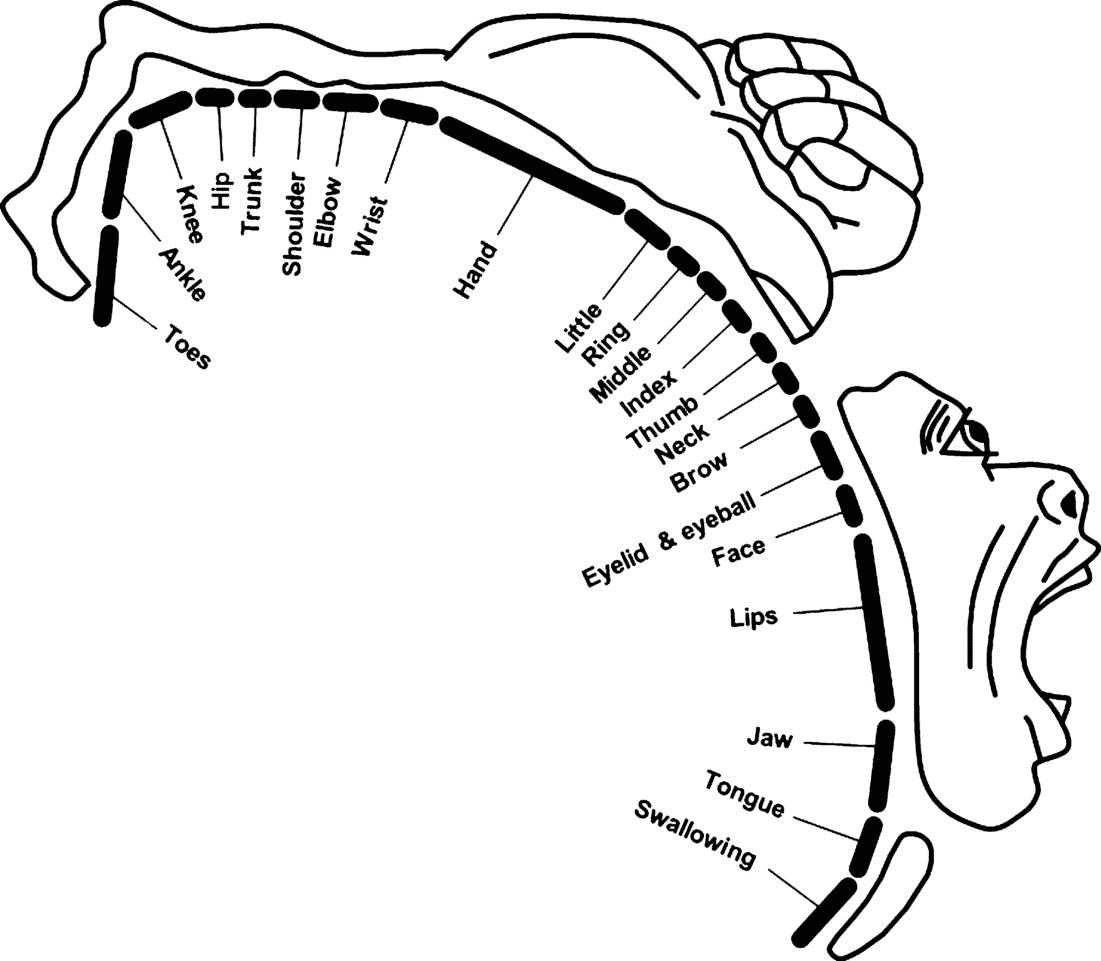 Toes
Ankle
Knee
Hip
Trunk
Shoulder
Elbow
Wrist
Hand
Little
Ring
Middle
Index
Thumb
Neck
Brow
Eyelid & eyeball
Face
Lips
Jaw
Tongue
Swallowing